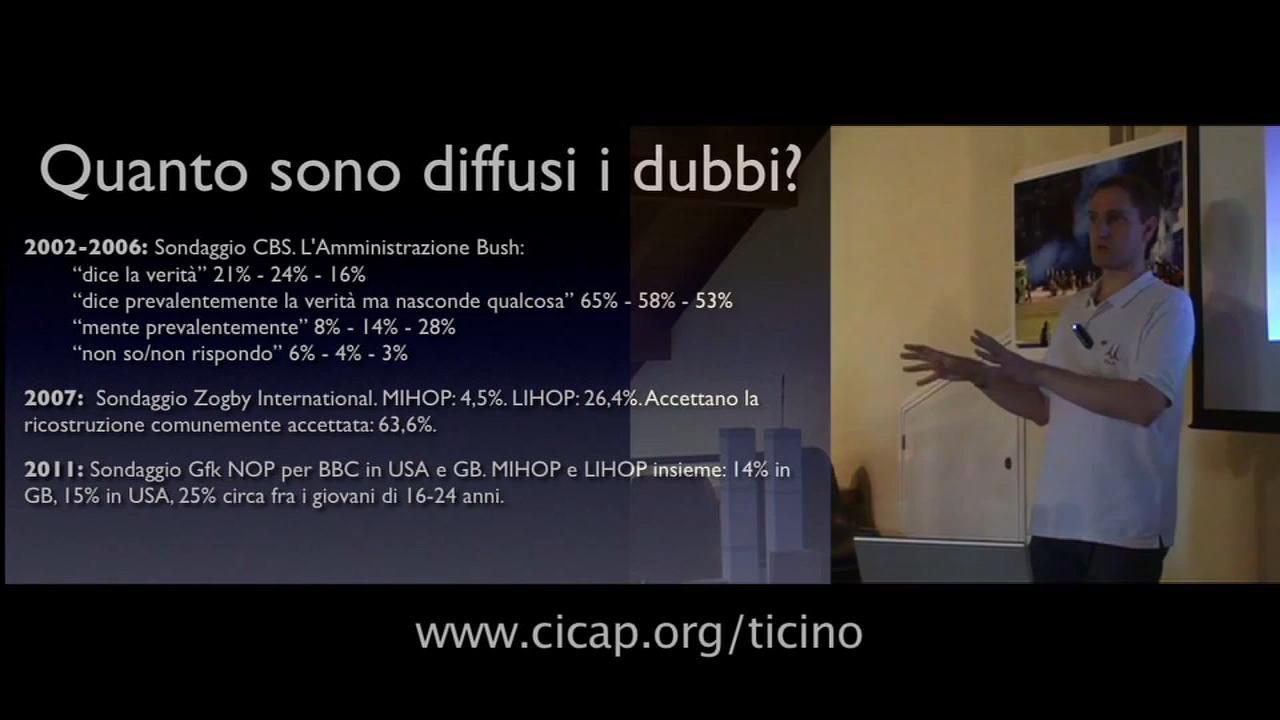 Quanto sono diffusi i dubbi?
2002-2006: Sondaggio CBS. L'Amministrazione Bush:
“dice la verità” 21% - 24% - 16%
“dice prevalentemente la verità ma nasconde qualcosa” 65% - 58% - 53%
“mente prevalentemente” 8% - 14% - 28%
“non so/non rispondo” 6% - 4% - 3%
2007: Sondaggio Zogby International. MIHOP: 4,5%. LIHOP: 26,4%. Accettano la
ricostruzione comunemente accettata: 63,6%.
2011: Sondaggio Gfk NOP per BBC in USA e GB. MIHOP e LIHOP insieme: 14% in
GB, 15% in USA, 25% circa fra i giovani di 16-24 anni.
www.cicap.org/ticino